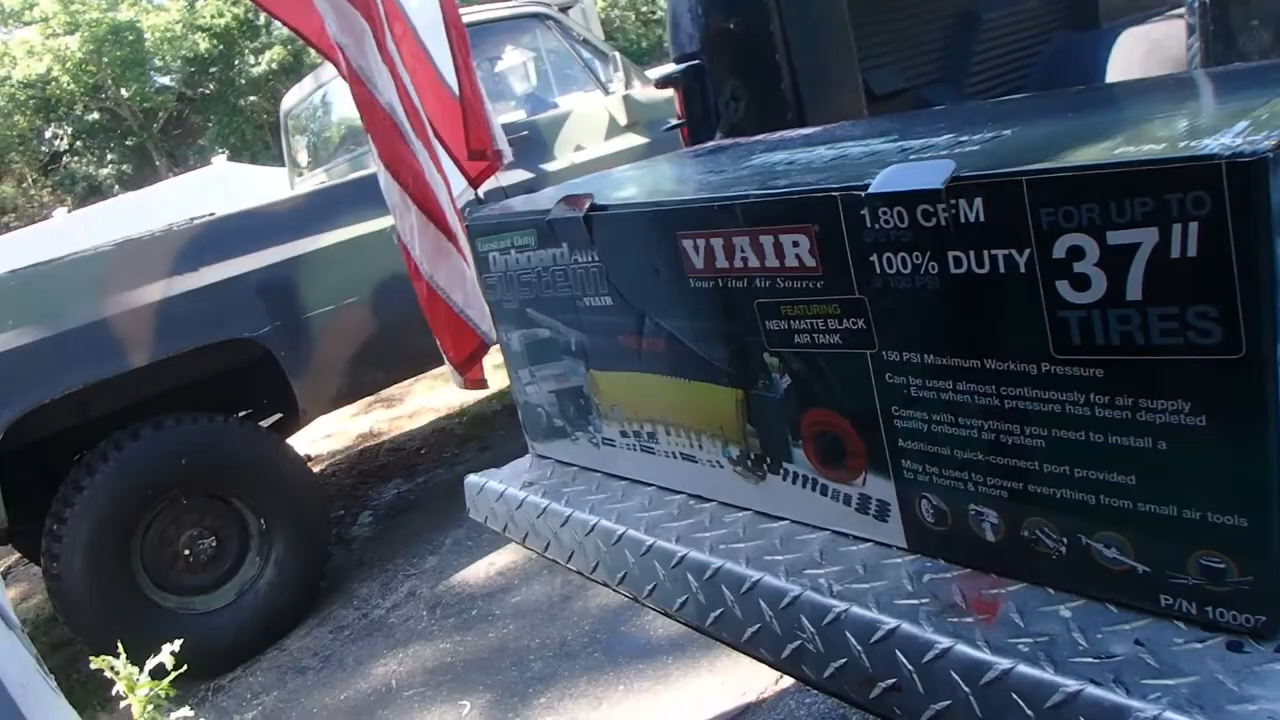 Constant Duty
Onboard AIR
system
by VIAIR
VIAIR
Your Vital Air Source
FEATURING
NEW MATTE BLACK
AIR TANK
1.80 CFM
100% DUTY
@ 100 PSI
FOR UP TO
37"
TIRES
150 PSI Maximum Working Pressure
Can be used almost continuously for air supply
- Even when tank pressure has been depleted
Comes with everything you need to install a
quality onboard air system
Additional quick-connect port provided
May be used to power everything from small air tools
to air horns & more
P/N 10007
P/N